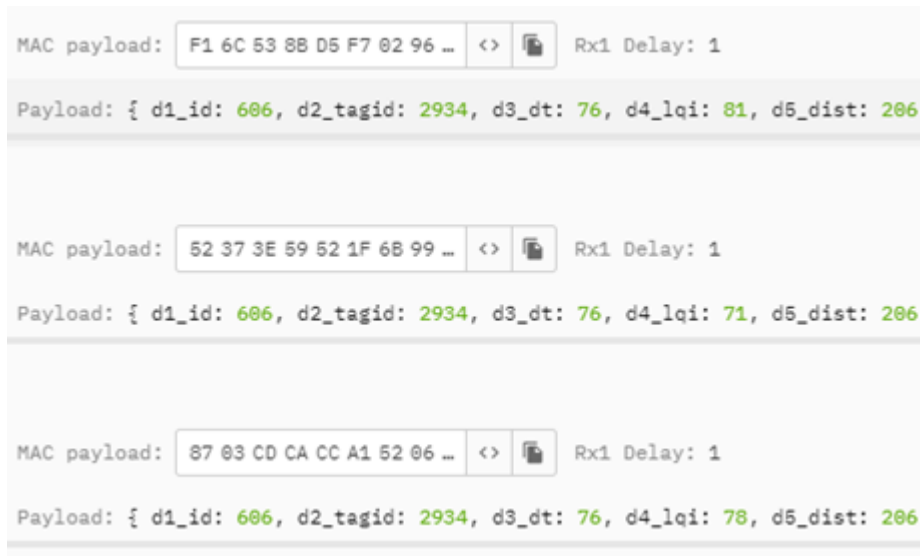 MAC payload: F1 6C 53 8B D5 F7 02 96 … <> Rx1 Delay: 1
Payload: { d1_id: 606, d2_tagid: 2934, d3_dt: 76, d4_lqi: 81, d5_dist: 206
MAC payload: 52 37 3E 59 52 1F 6B 99 … <> Rx1 Delay: 1
Payload: { d1_id: 606, d2_tagid: 2934, d3_dt: 76, d4_lqi: 71, d5_dist: 206
MAC payload: 87 03 CD CA CC A1 52 06 … <> Rx1 Delay: 1
Payload: { d1_id: 606, d2_tagid: 2934, d3_dt: 76, d4_lqi: 78, d5_dist: 206